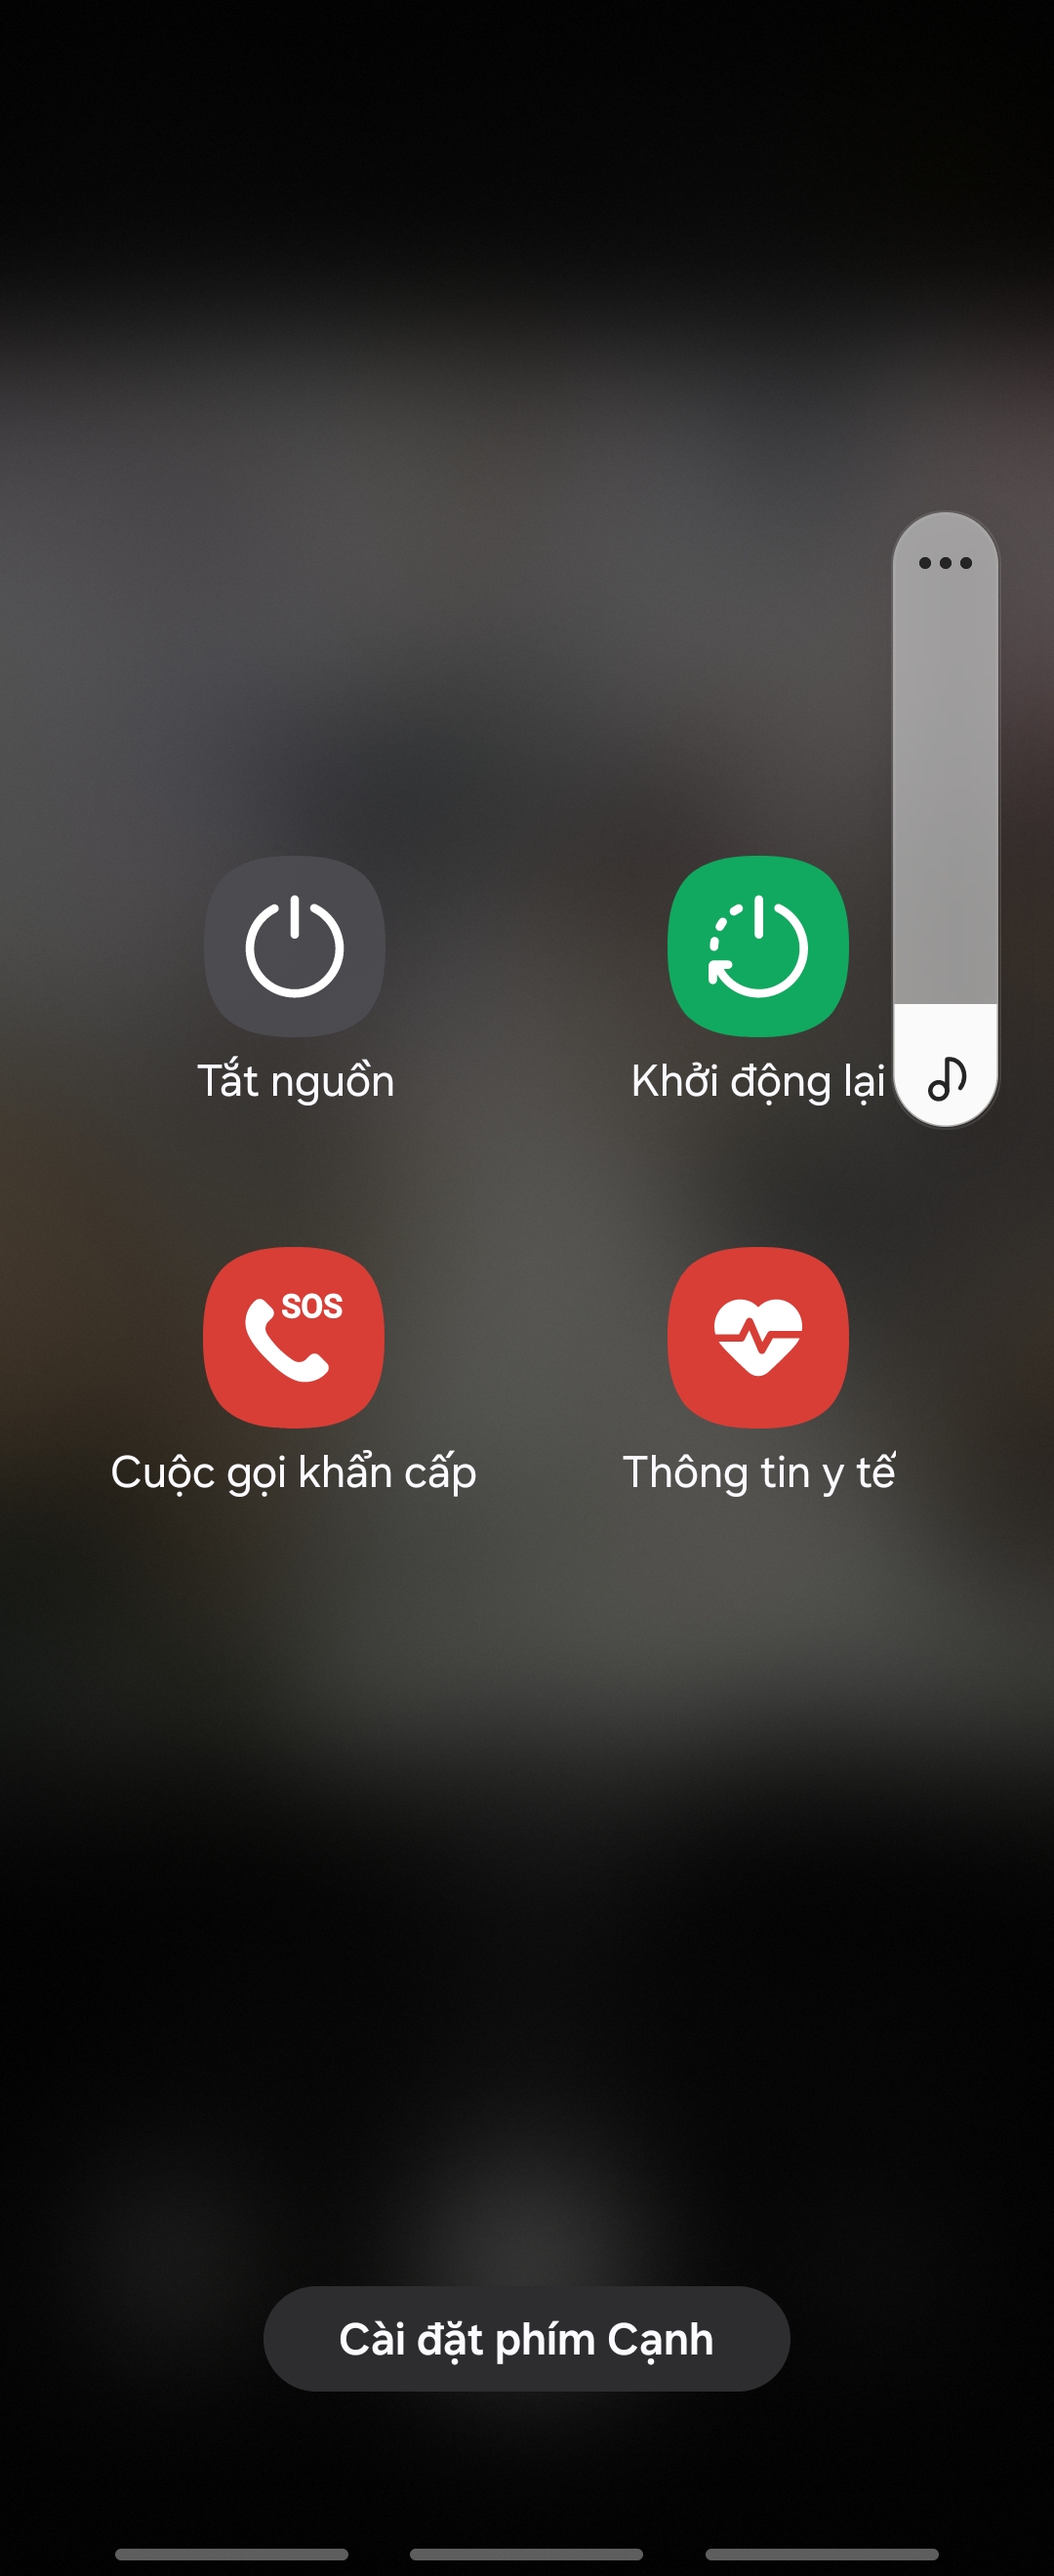 Tắt nguồn
Khởi động lại
SOS
Cuộc gọi khẩn cấp
Thông tin y tế
Cài đặt phím Cạnh